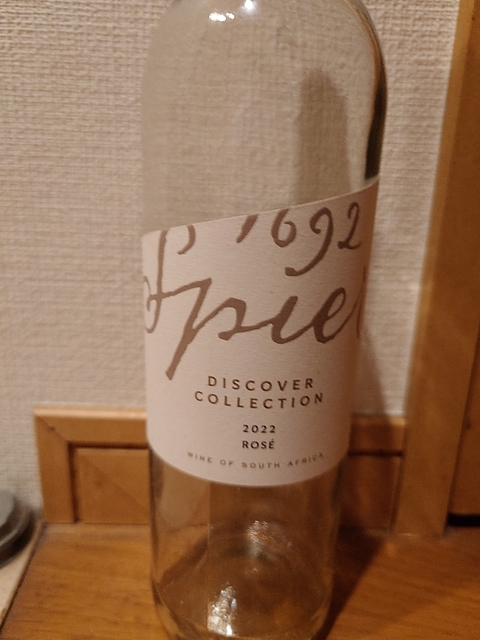 1692
Spier
DISCOVER
COLLECTION
2022
ROSÉ
WINE OF SOUTH AFRICA